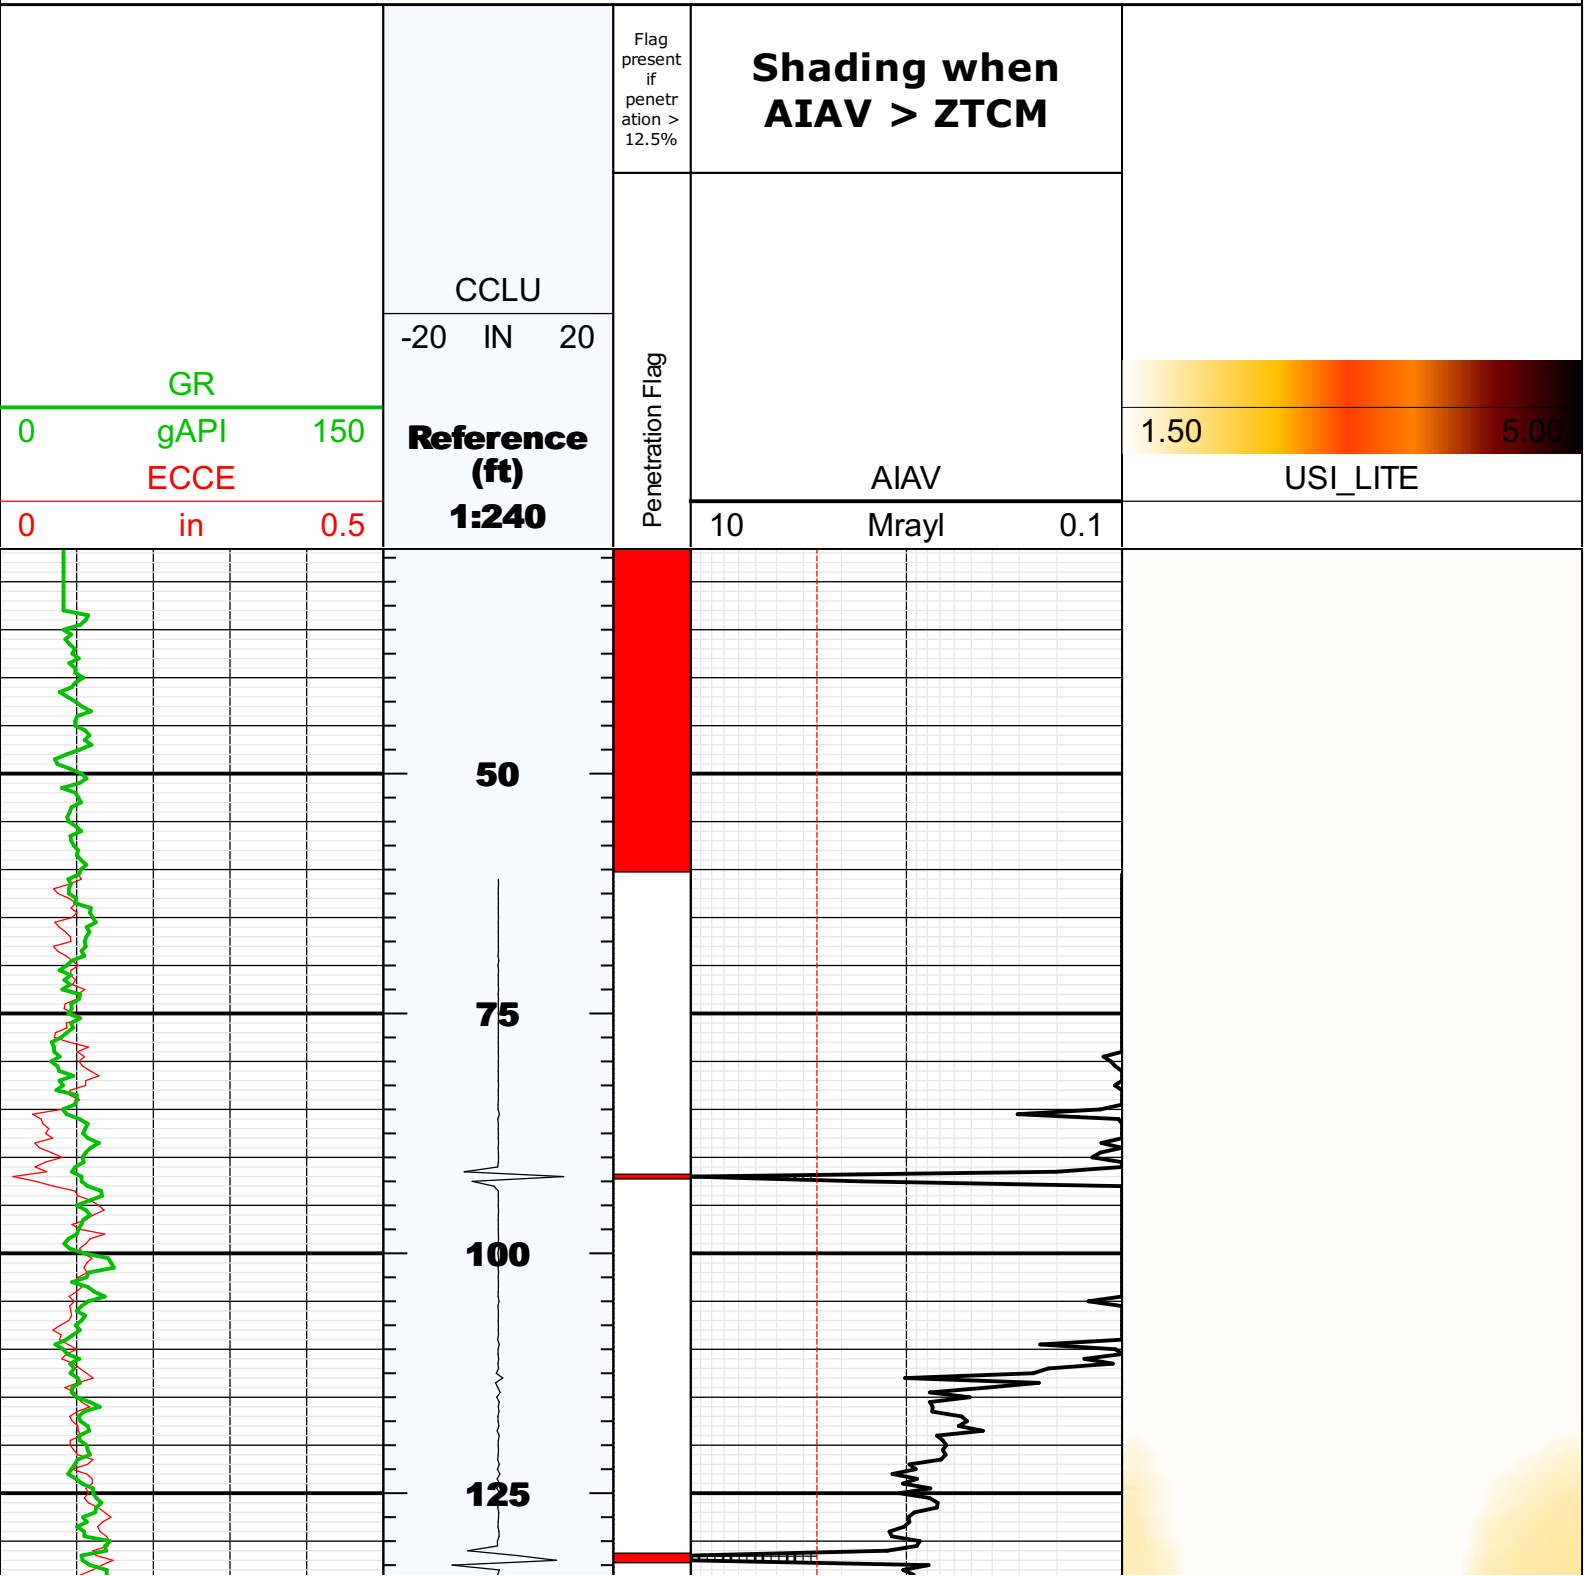 Flag
present
if
penetr
ation >
12.5%
Shading when
AIAV > ZTCM
CCLU
-20 IN 20
GR
0 gAPI 150
ECCE
0 in 0.5
Reference
(ft)
1:240
Penetration Flag
AIAV
10 Mrayl 0.1
1.50 5.00
USI_LITE
50
75
100
125